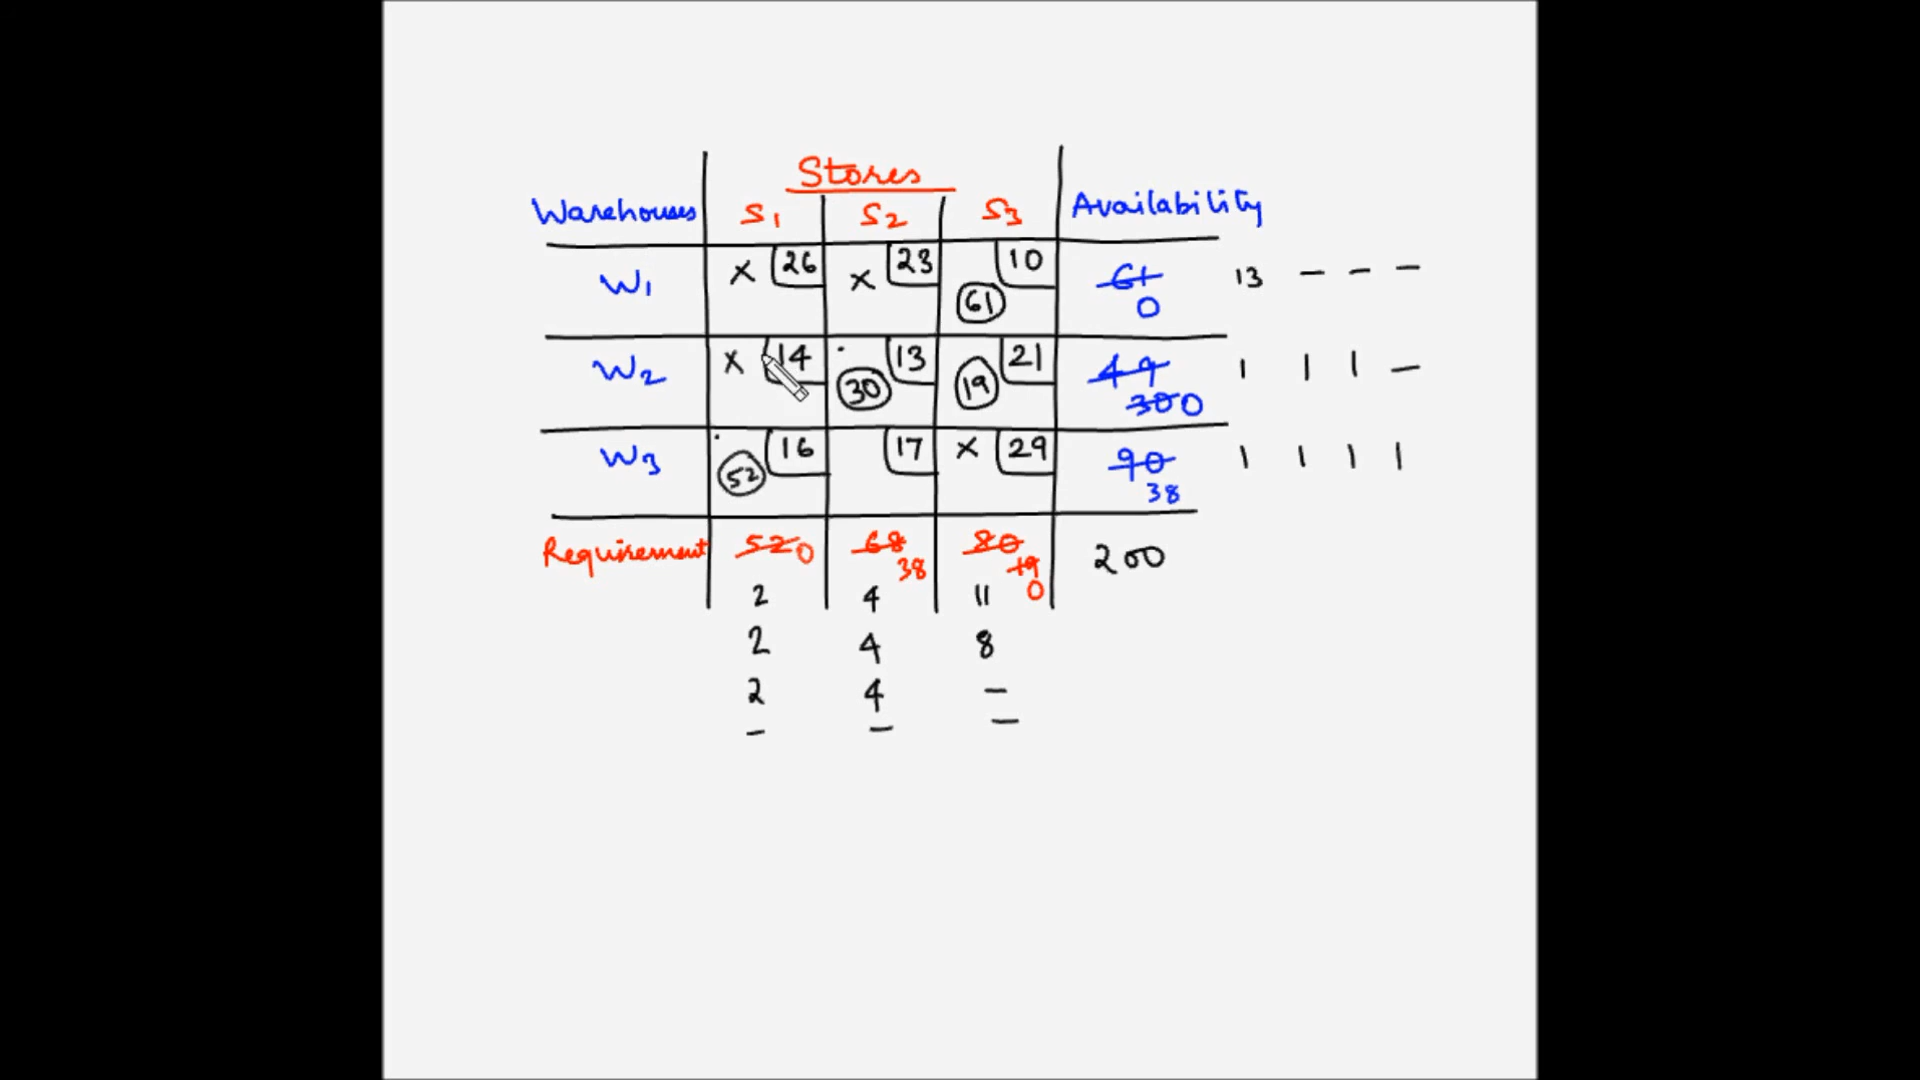 Stores
Warehouses S1 S2 S3 Availability
W1 x 26 x 23 10 61 61 0 13 - - -
W2 x 14 30 13 19 21 49 30 0 1 1 1 -
W3 52 16 17 x 29 90 38 1 1 1 1
Requirement 52 0 68 38 80 19 0 200
2 4 11
2 4 8
2 4 -
- - -